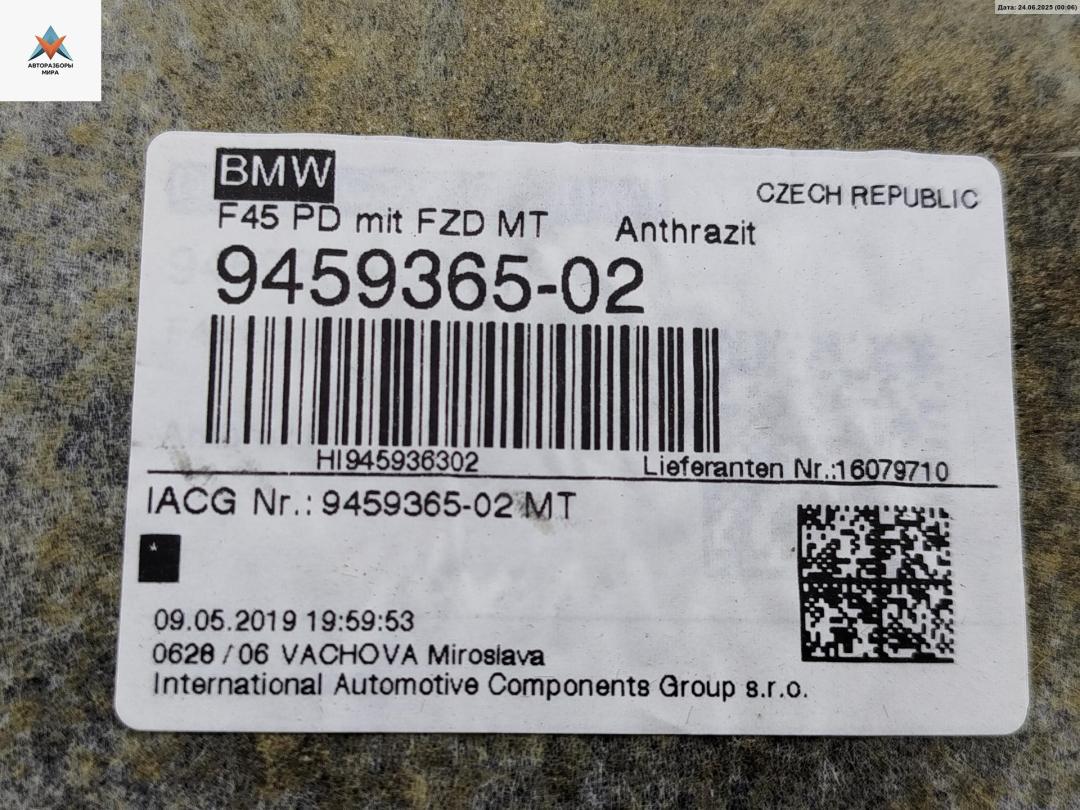 Дата: 24.06.2025 (00:06)
АВТОРАЗБОРЫ
МИРА
BMW
CZECH REPUBLIC
F45 PD mit FZD MT Anthrazit
9459365-02
HI945936302
Lieferanten Nr.:16079710
IACG Nr.: 9459365-02 MT
*
09.05.2019 19:59:53
0628 / 06 VACHOVA Miroslava
International Automotive Components Group s.r.o.